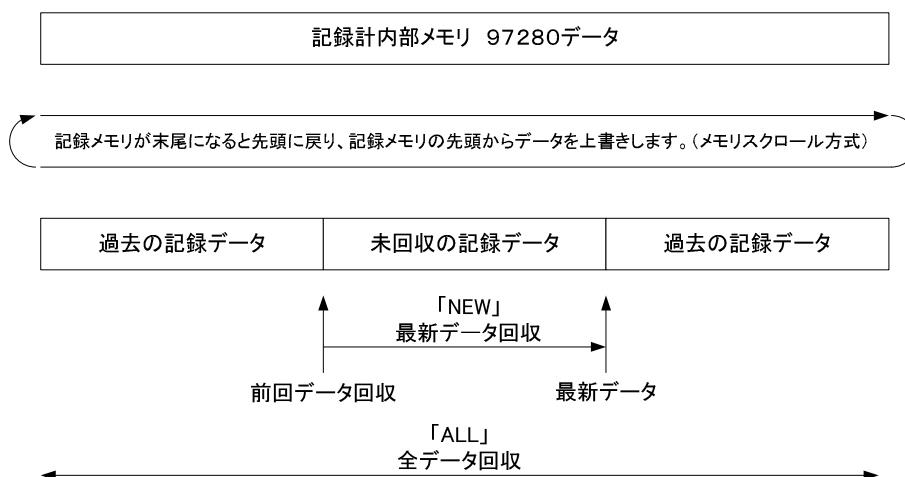 記録計内部メモリ 97280データ
記録メモリが末尾になると先頭に戻り、記録メモリの先頭からデータを上書きします。(メモリスクロール方式)
過去の記録データ 未回収の記録データ 過去の記録データ
「NEW」
最新データ回収
前回データ回収 最新データ
「ALL」
全データ回収